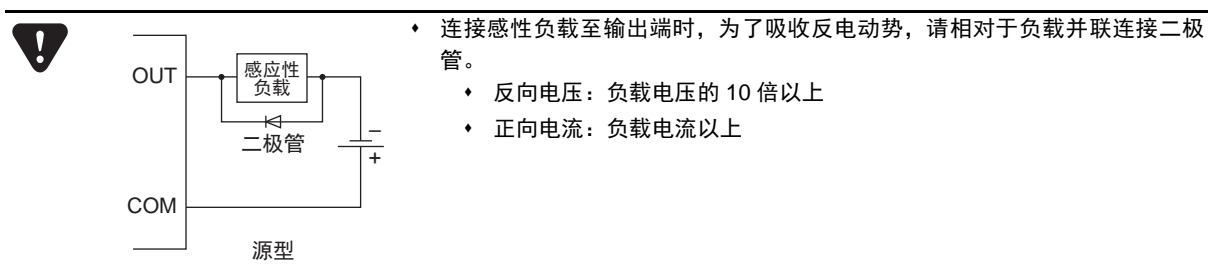 ♦ 连接感性负载至输出端时，为了吸收反电动势，请相对于负载并联连接二极
管。
♦ 反向电压：负载电压的 10 倍以上
♦ 正向电流：负载电流以上
OUT
感应性
负载
二极管
−
+
COM
源型